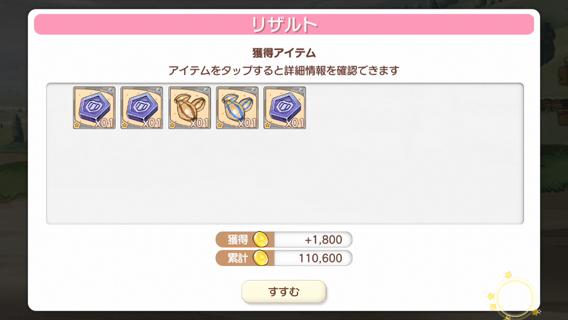 リザルト
獲得アイテム
アイテムをタップすると詳細情報を確認できます
x01 x01 x01 x01 x01
獲得 +1,800
累計 110,600
すすむ